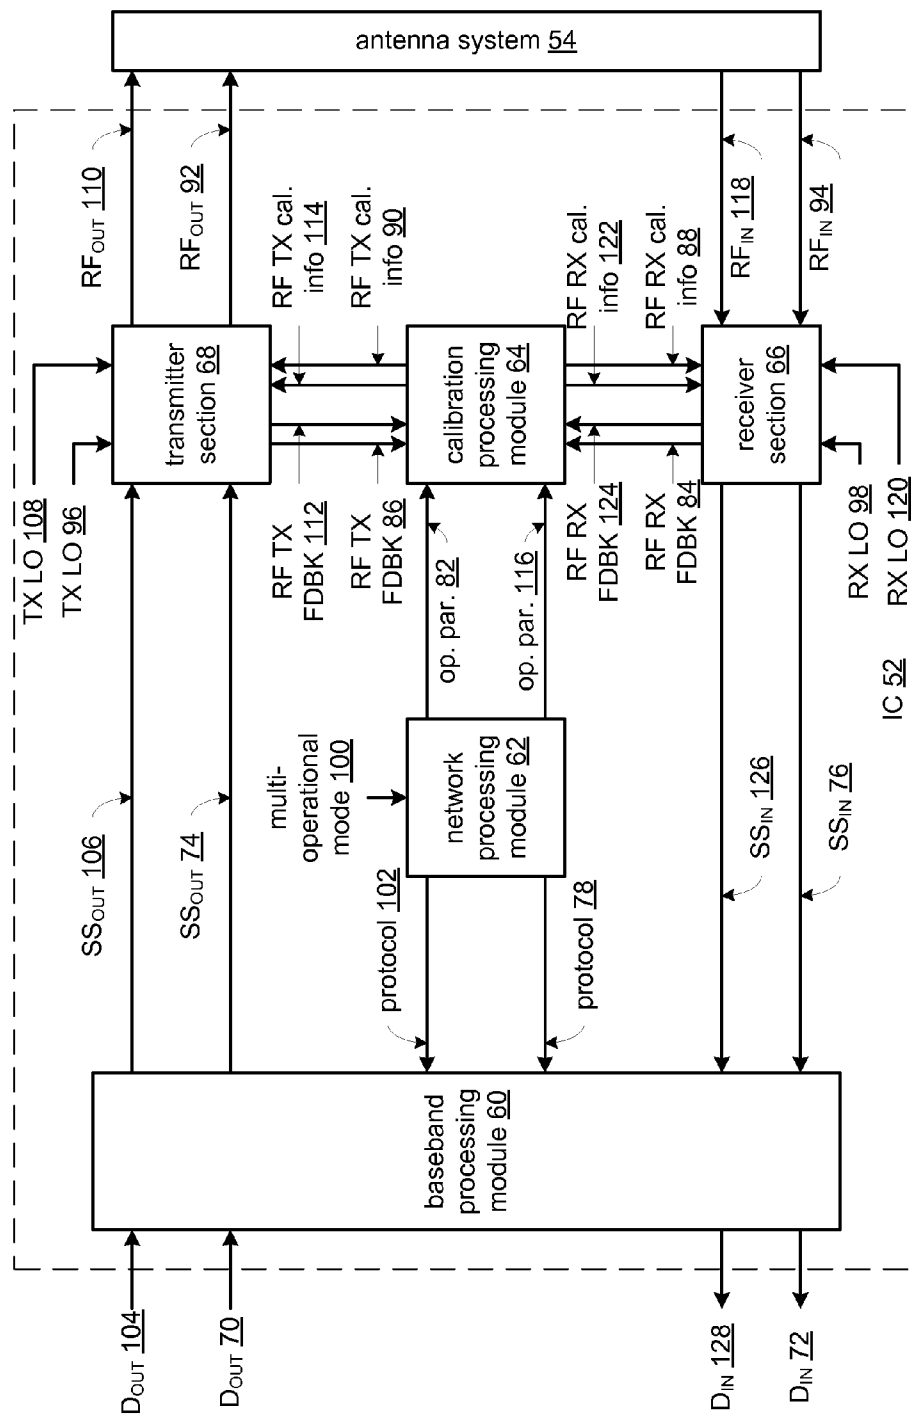 antenna system 54
RFOUT 110
RFOUT 92
RF TX cal.
info 114
RF TX cal.
info 90
RF RX cal.
info 122
RF RX cal.
info 88
RFIN 118
RFIN 94
TX LO 108
TX LO 96
transmitter
section 68
calibration
processing
module 64
receiver
section 66
RF TX
FDBK 112
RF TX
FDBK 86
RF RX
FDBK 124
RF RX
FDBK 84
RX LO 98
RX LO 120
op. par. 82
op. par. 116
IC 52
SSOUT 106
SSOUT 74
multi-
operational
mode 100
network
processing
module 62
SSIN 126
SSIN 76
protocol 102
protocol 78
baseband
processing
module 60
DOUT 104
DOUT 70
DIN 128
DIN 72